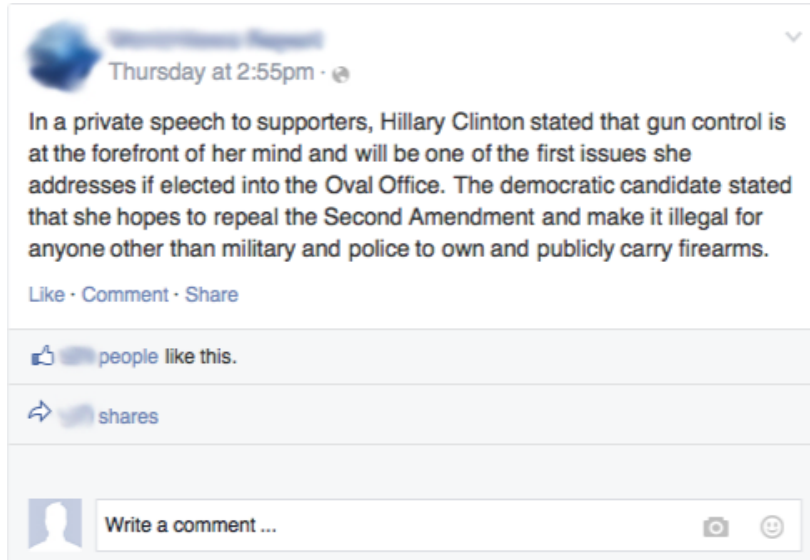 Thursday at 2:55pm ·
In a private speech to supporters, Hillary Clinton stated that gun control is
at the forefront of her mind and will be one of the first issues she
addresses if elected into the Oval Office. The democratic candidate stated
that she hopes to repeal the Second Amendment and make it illegal for
anyone other than military and police to own and publicly carry firearms.
Like · Comment · Share
people like this.
shares
Write a comment ...